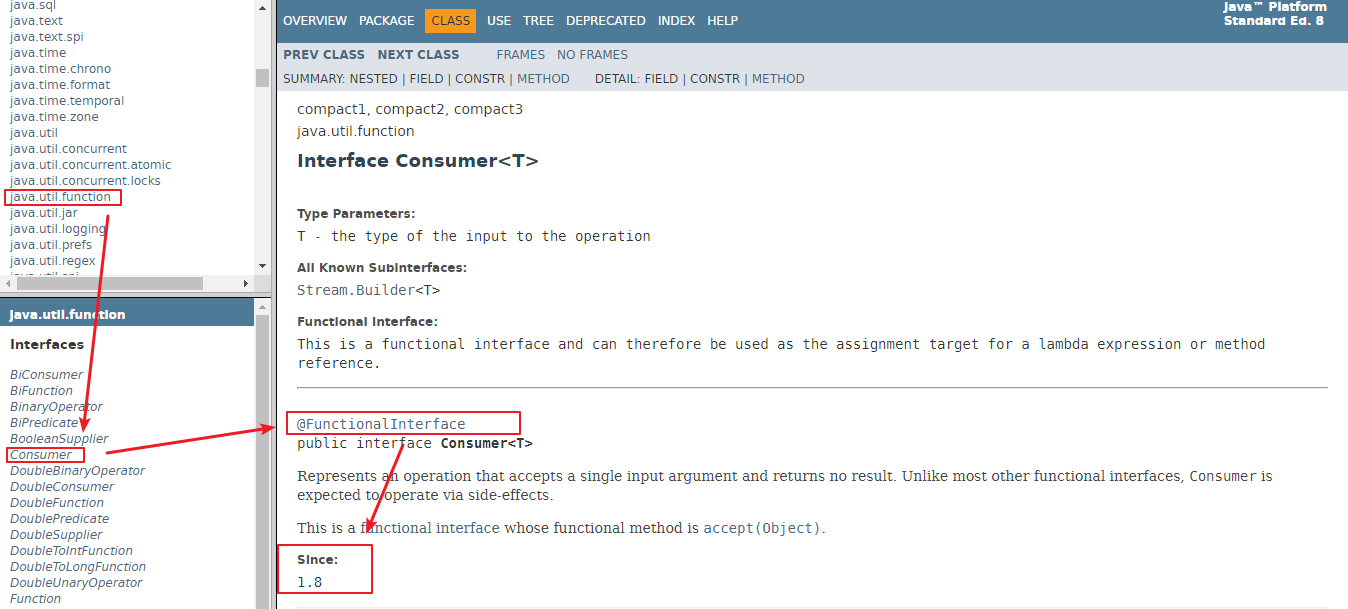 java.sql
java.text
java.text.spi
java.time
java.time.chrono
java.time.format
java.time.temporal
java.time.zone
java.util
java.util.concurrent
java.util.concurrent.atomic
java.util.concurrent.locks
java.util.function
java.util.jar
java.util.logging
java.util.prefs
java.util.regex
java.util.function
Interfaces
BiConsumer
BiFunction
BinaryOperator
BiPredicate
BooleanSupplier
Consumer
DoubleBinaryOperator
DoubleConsumer
DoubleFunction
DoublePredicate
DoubleSupplier
DoubleToIntFunction
DoubleToLongFunction
DoubleUnaryOperator
Function
OVERVIEW PACKAGE CLASS USE TREE DEPRECATED INDEX HELP
Java™ Platform
Standard Ed. 8
PREV CLASS NEXT CLASS FRAMES NO FRAMES
SUMMARY: NESTED | FIELD | CONSTR | METHOD DETAIL: FIELD | CONSTR | METHOD
compact1, compact2, compact3
java.util.function
Interface Consumer<T>
Type Parameters:
T - the type of the input to the operation
All Known Subinterfaces:
Stream.Builder<T>
Functional Interface:
This is a functional interface and can therefore be used as the assignment target for a lambda expression or method
reference.
@FunctionalInterface
public interface Consumer<T>
Represents an operation that accepts a single input argument and returns no result. Unlike most other functional interfaces, Consumer is
expected to operate via side-effects.
This is a functional interface whose functional method is accept(Object).
Since:
1.8